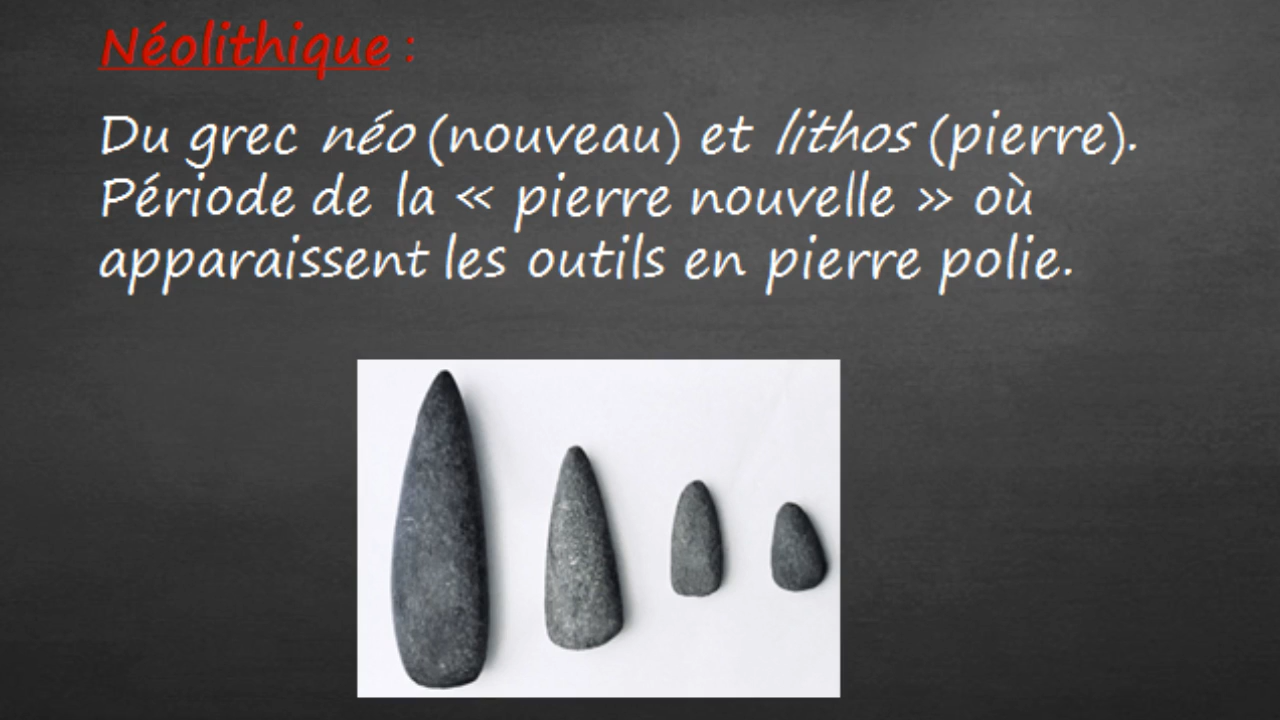 Néolithique :
Du grec néo (nouveau) et lithos (pierre).
Période de la « pierre nouvelle » où
apparaissent les outils en pierre polie.